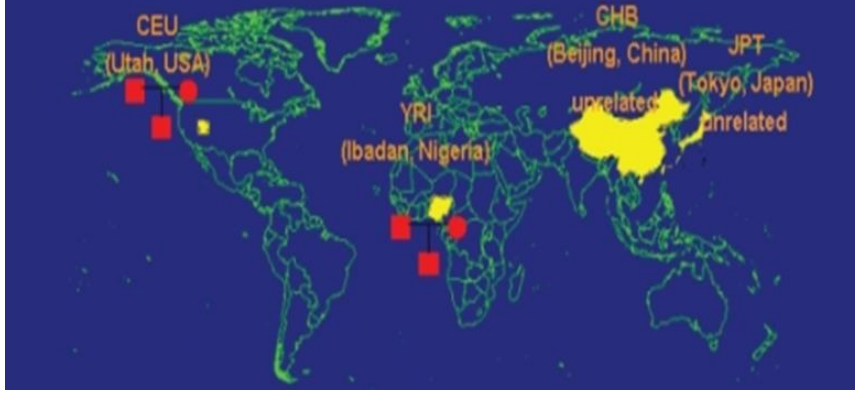 CEU
(Utah, USA)
YRI
(Ibadan, Nigeria)
GHB
(Beijing, China)
unrelated
JPT
(Tokyo, Japan)
unrelated